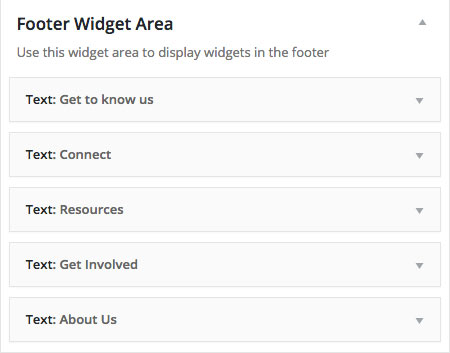 Footer Widget Area
Use this widget area to display widgets in the footer
Text: Get to know us
Text: Connect
Text: Resources
Text: Get Involved
Text: About Us